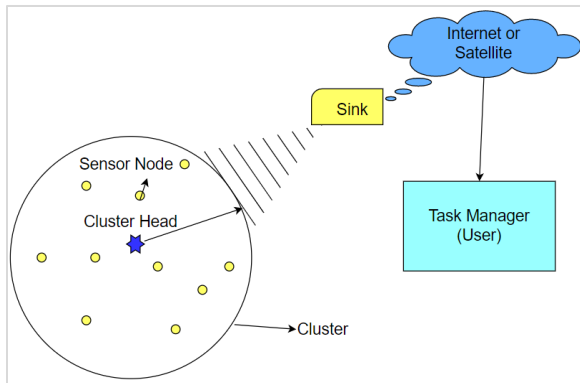 Internet or
Satellite
Sink
Sensor Node
Cluster Head
Task Manager
(User)
Cluster